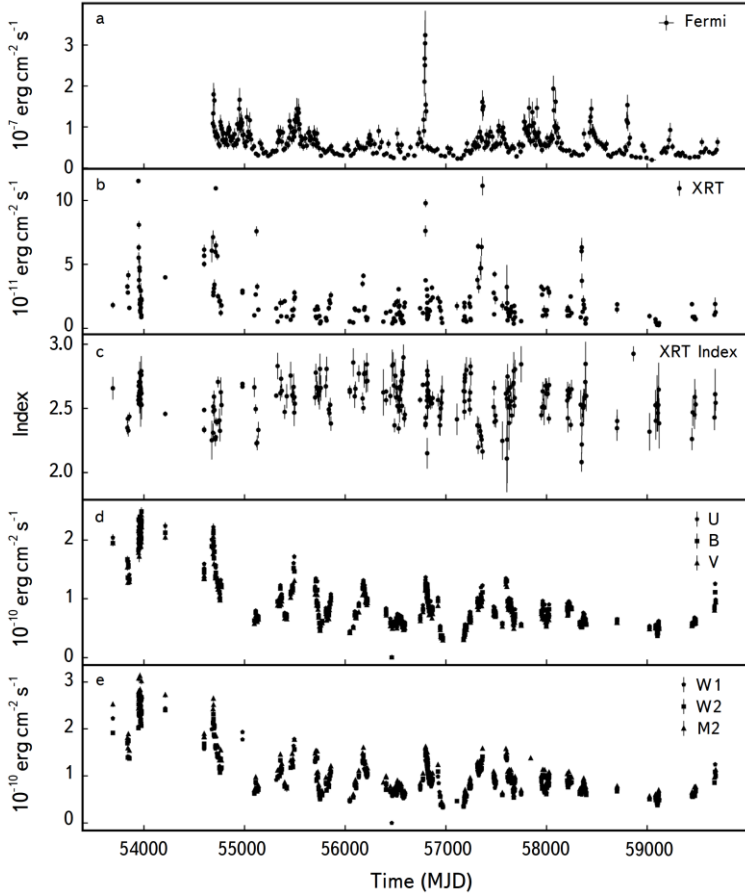 a
Fermi
3
2
1
0
10⁻⁷ erg cm⁻² s⁻¹
b
XRT
10
5
0
10⁻¹¹ erg cm⁻² s⁻¹
c
XRT Index
3.0
2.5
2.0
Index
d
U
B
V
2
1
0
10⁻¹⁰ erg cm⁻² s⁻¹
e
W1
W2
M2
3
2
1
0
10⁻¹⁰ erg cm⁻² s⁻¹
54000 55000 56000 57000 58000 59000
Time (MJD)